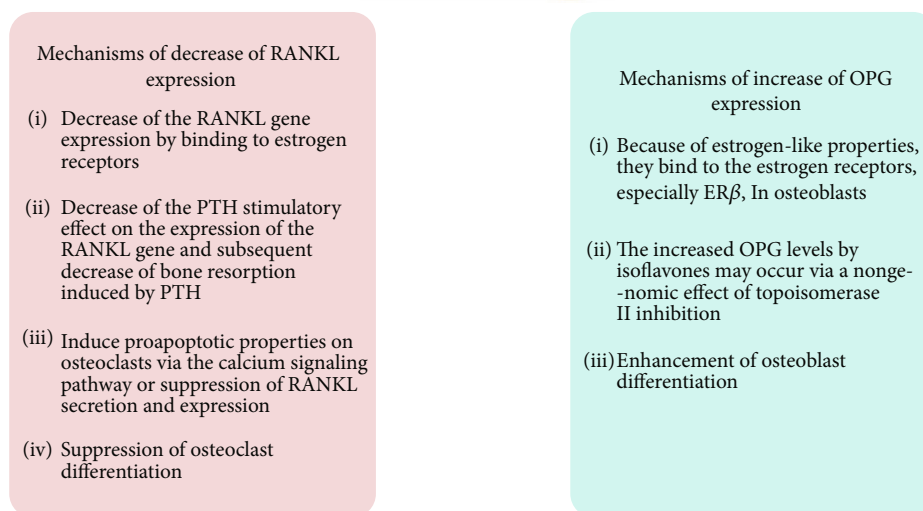 Mechanisms of decrease of RANKL
expression
(i) Decrease of the RANKL gene
expression by binding to estrogen
receptors
(ii) Decrease of the PTH stimulatory
effect on the expression of the
RANKL gene and subsequent
decrease of bone resorption
induced by PTH
(iii) Induce proapoptotic properties on
osteoclasts via the calcium signaling
pathway or suppression of RANKL
secretion and expression
(iv) Suppression of osteoclast
differentiation
Mechanisms of increase of OPG
expression
(i) Because of estrogen-like properties,
they bind to the estrogen receptors,
especially ERβ, In osteoblasts
(ii) The increased OPG levels by
isoflavones may occur via a nonge-
-nomic effect of topoisomerase
II inhibition
(iii) Enhancement of osteoblast
differentiation